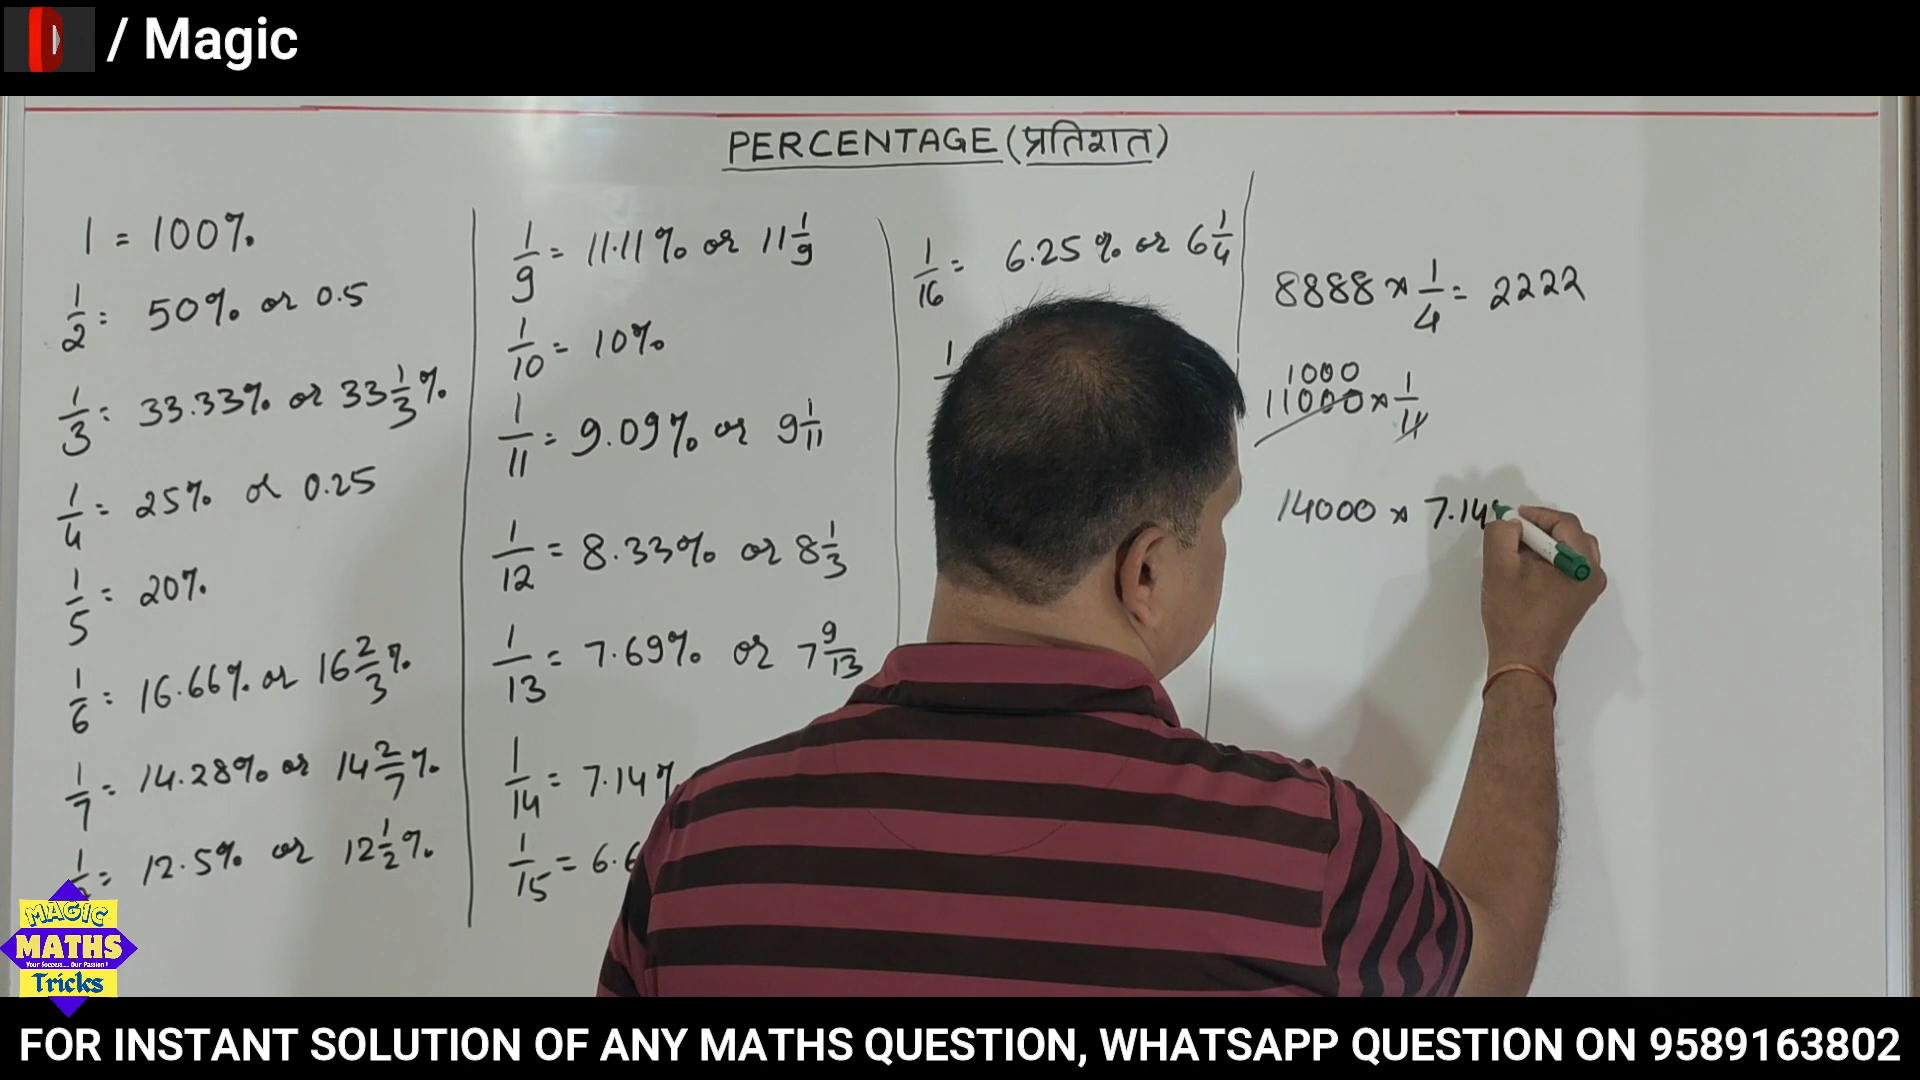 / Magic
PERCENTAGE (प्रतिशत)
1 = 100%
1/2 = 50% or 0.5
1/3 = 33.33% or 33 1/3 %
1/4 = 25% or 0.25
1/5 = 20%
1/6 = 16.66% or 16 2/3 %
1/7 = 14.28% or 14 2/7 %
= 12.5% or 12 1/2 %
1/9 = 11.11% or 11 1/9
1/10 = 10%
1/11 = 9.09% or 9 1/11
1/12 = 8.33% or 8 1/3
1/13 = 7.69% or 7 9/13
1/14 = 7.14%
1/15 = 6.6
1/16 = 6.25% or 6 1/4
8888 × 1/4 = 2222
1000
11000 × 1/11
14000 × 7.14
MAGIC
MATHS
Your Success.... Our Passion!
Tricks
FOR INSTANT SOLUTION OF ANY MATHS QUESTION, WHATSAPP QUESTION ON 9589163802